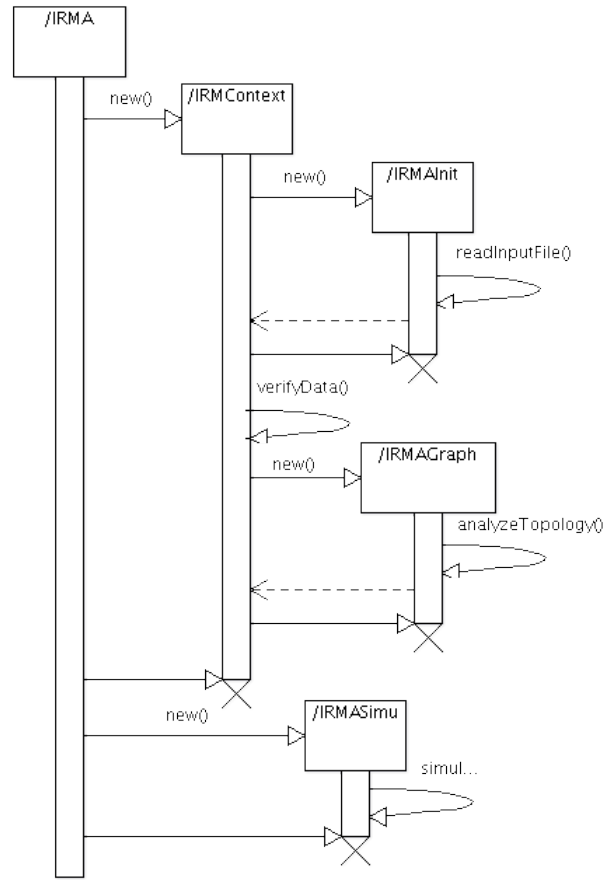 /IRMA
new()
/IRMContext
new()
/IRMAInit
readInputFile()
verifyData()
new()
/IRMAGraph
analyzeTopology()
new()
/IRMASimu
simul...